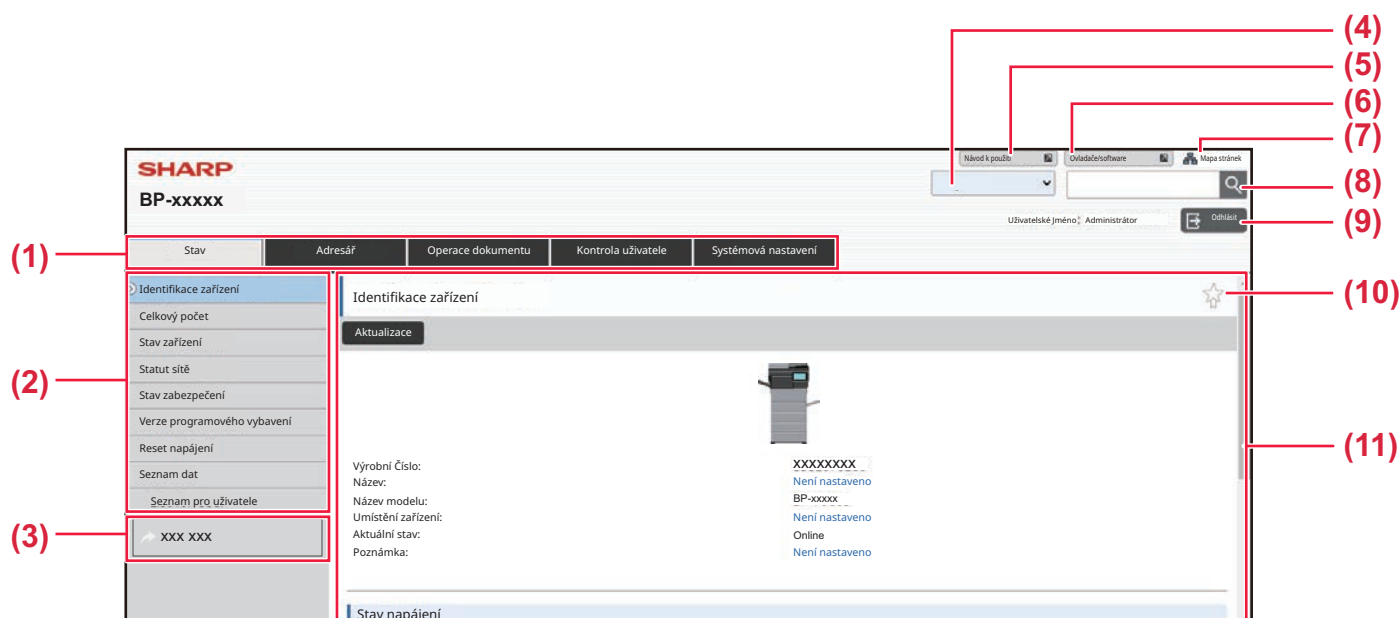 (4)
(5)
(6)
(7)
SHARP
Návod k použití
Ovladače/software
Mapa stránek
BP-xxxxx
(8)
Uživatelské Jméno: Administrátor
Odhlásit
(9)
(1)
Stav Adresář Operace dokumentu Kontrola uživatele Systémová nastavení
(2)
Identifikace zařízení
Celkový počet
Stav zařízení
Statut sítě
Stav zabezpečení
Verze programového vybavení
Reset napájení
Seznam dat
Seznam pro uživatele
(3)
XXX XXX
Identifikace zařízení
(10)
Aktualizace
(11)
Výrobní Číslo: XXXXXXXX
Název: Není nastaveno
Název modelu: BP-xxxxx
Umístění zařízení: Není nastaveno
Aktuální stav: Online
Poznámka: Není nastaveno
Stav napájení